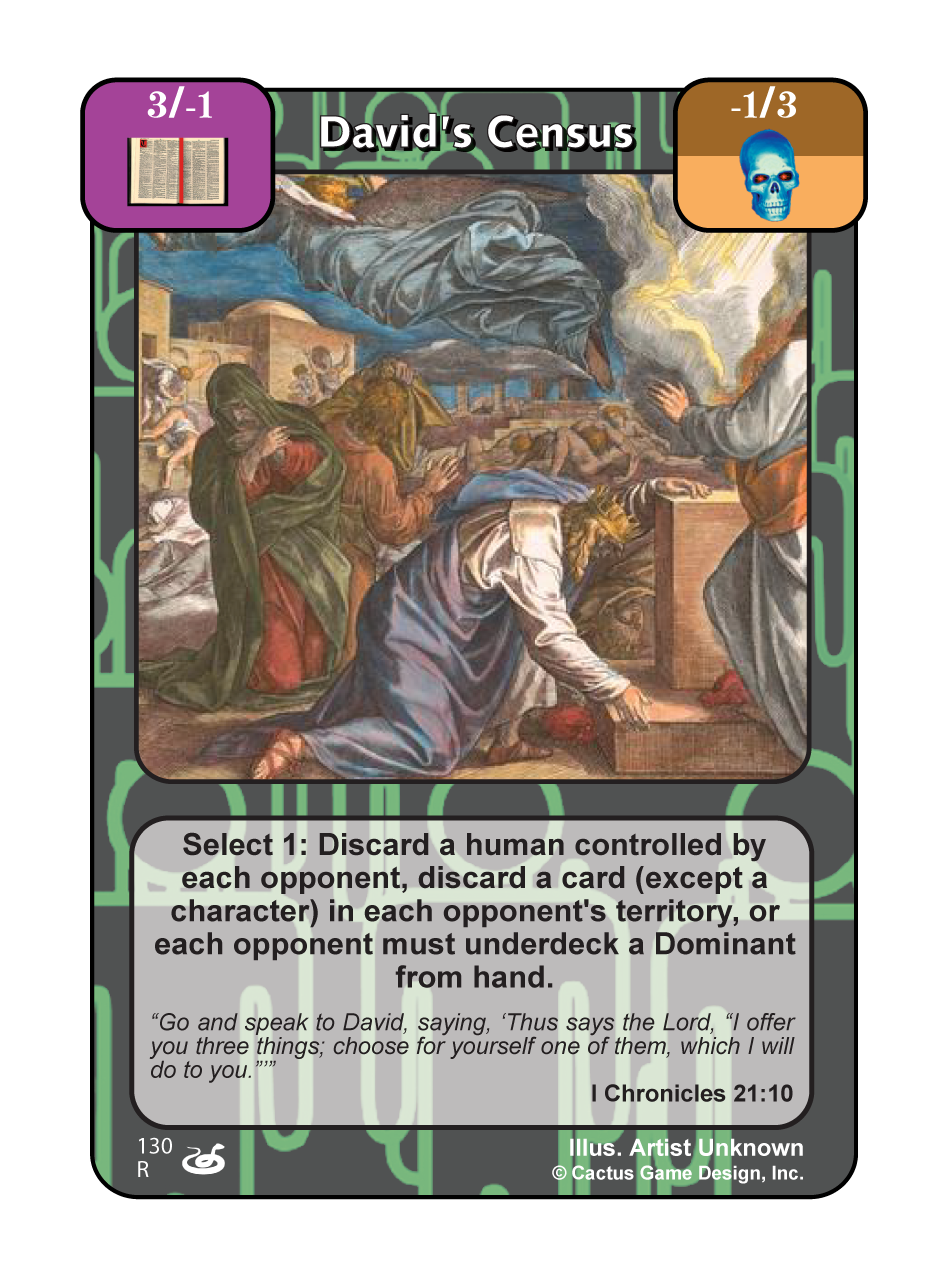 3/-1
David's Census
-1/3
Select 1: Discard a human controlled by
each opponent, discard a card (except a
character) in each opponent's territory, or
each opponent must underdeck a Dominant
from hand.
“Go and speak to David, saying, ‘Thus says the Lord, “I offer
you three things; choose for yourself one of them, which I will
do to you.”’”
I Chronicles 21:10
130
R
Illus. Artist Unknown
© Cactus Game Design, Inc.